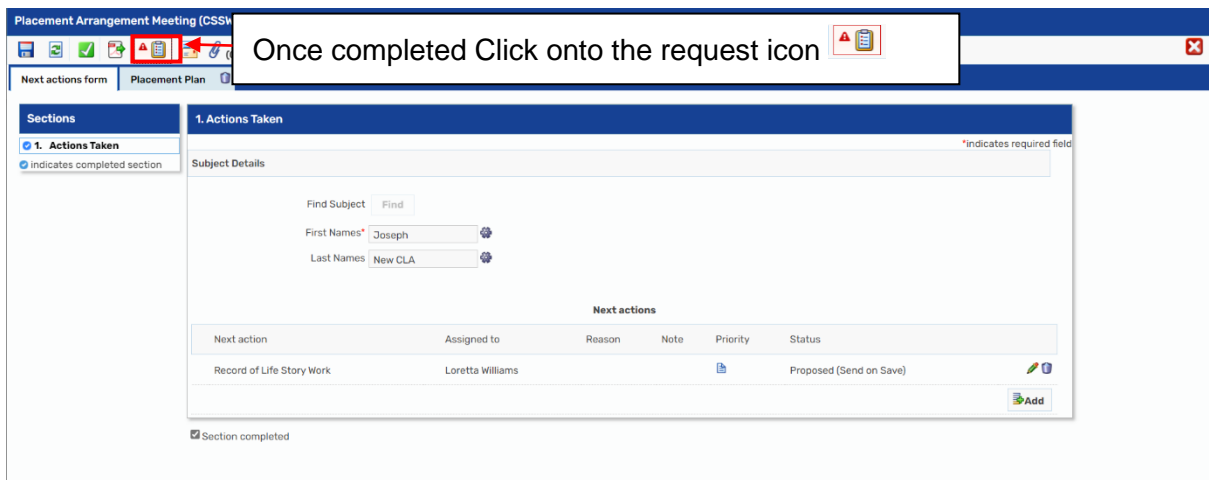 Placement Arrangement Meeting (CSSW
Once completed Click onto the request icon
Next actions form Placement Plan
Sections
1. Actions Taken
1. Actions Taken
*indicates required field
indicates completed section
Subject Details
Find Subject Find
First Names* Joseph
Last Names New CLA
Next actions
Next action Assigned to Reason Note Priority Status
Record of Life Story Work Loretta Williams Proposed (Send on Save)
Add
Section completed